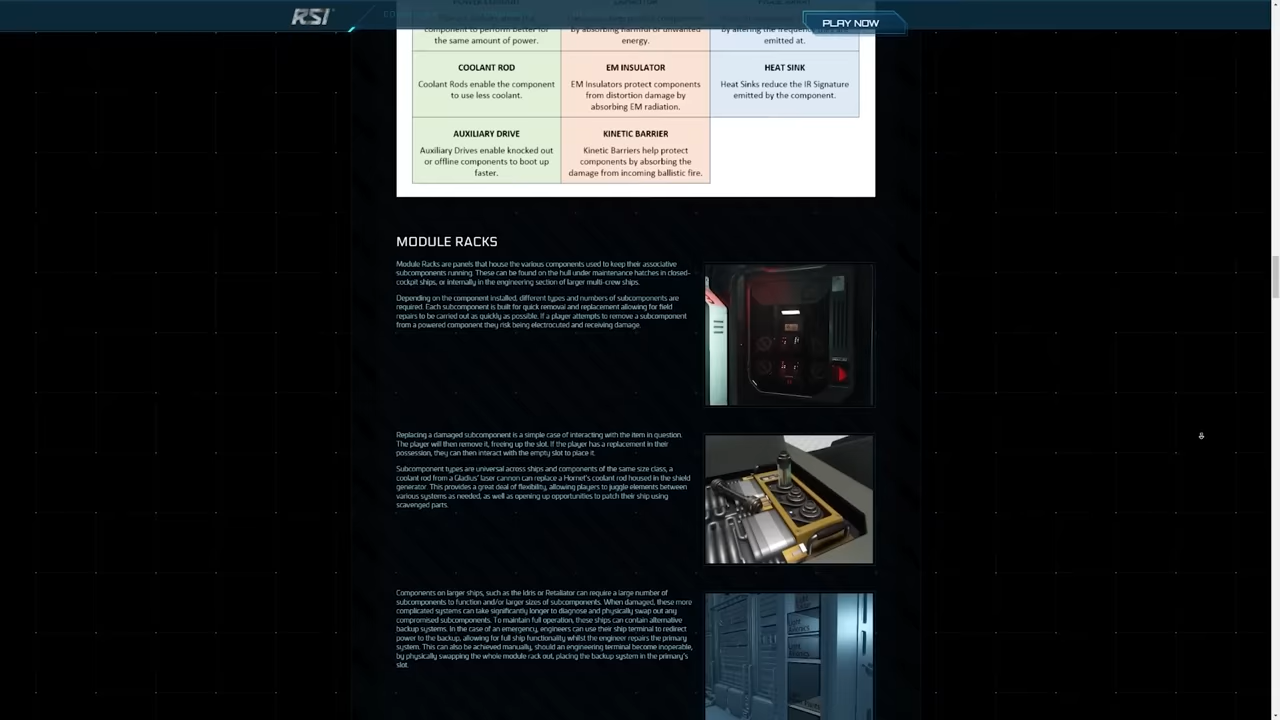 RSI
PLAY NOW
component to perform better for
the same amount of power.
by absorbing harmful or unwanted
energy.
emitted at.
COOLANT ROD
Coolant Rods enable the component
to use less coolant.
EM INSULATOR
EM Insulators protect components
from distortion damage by
absorbing EM radiation.
HEAT SINK
Heat Sinks reduce the IR Signature
emitted by the component.
AUXILIARY DRIVE
Auxiliary Drives enable knocked out
or offline components to boot up
faster.
KINETIC BARRIER
Kinetic Barriers help protect
components by absorbing the
damage from incoming ballistic fire.
MODULE RACKS
Module Racks are panels that house the various components used to keep their associative
subcomponents running. These can be found on the hull under maintenance hatches in closed-
cockpit ships, or internally in the engineering section of larger multi-crew ships.
Depending on the component installed, different types and numbers of subcomponents are
required. Each subcomponent is built for quick removal and replacement allowing for field
repairs to be carried out as quickly as possible. If a player attempts to remove a subcomponent
from a powered component they risk being electrocuted and receiving damage.
Replacing a damaged subcomponent is a simple case of interacting with the item in question.
The player will then remove it, freeing up the slot. If the player has a replacement in their
possession, they can then interact with the empty slot to place it.
Subcomponent types are universal across ships and components of the same size class, a
coolant rod from a Gladius' laser cannon can replace a Hornet's coolant rod housed in the shield
generator. This provides a great deal of flexibility, allowing players to juggle elements between
various systems as needed, as well as opening up opportunities to patch their ship using
scavenged parts.
Components on larger ships, such as the Idris or Retaliator can require a large number of
subcomponents to function and/or larger sizes of subcomponents. When damaged, these more
complicated systems can take significantly longer to diagnose and physically swap out any
compromised subcomponents. To maintain full operation, these ships can contain alternative
backup systems. In the case of an emergency, engineers can use their ship terminal to redirect
power to the backup, allowing for full ship functionality whilst the engineer repairs the primary
system. This can also be achieved manually, should an engineering terminal become inoperable,
by physically swapping the whole module rack out, placing the backup system in the primary's
slot.